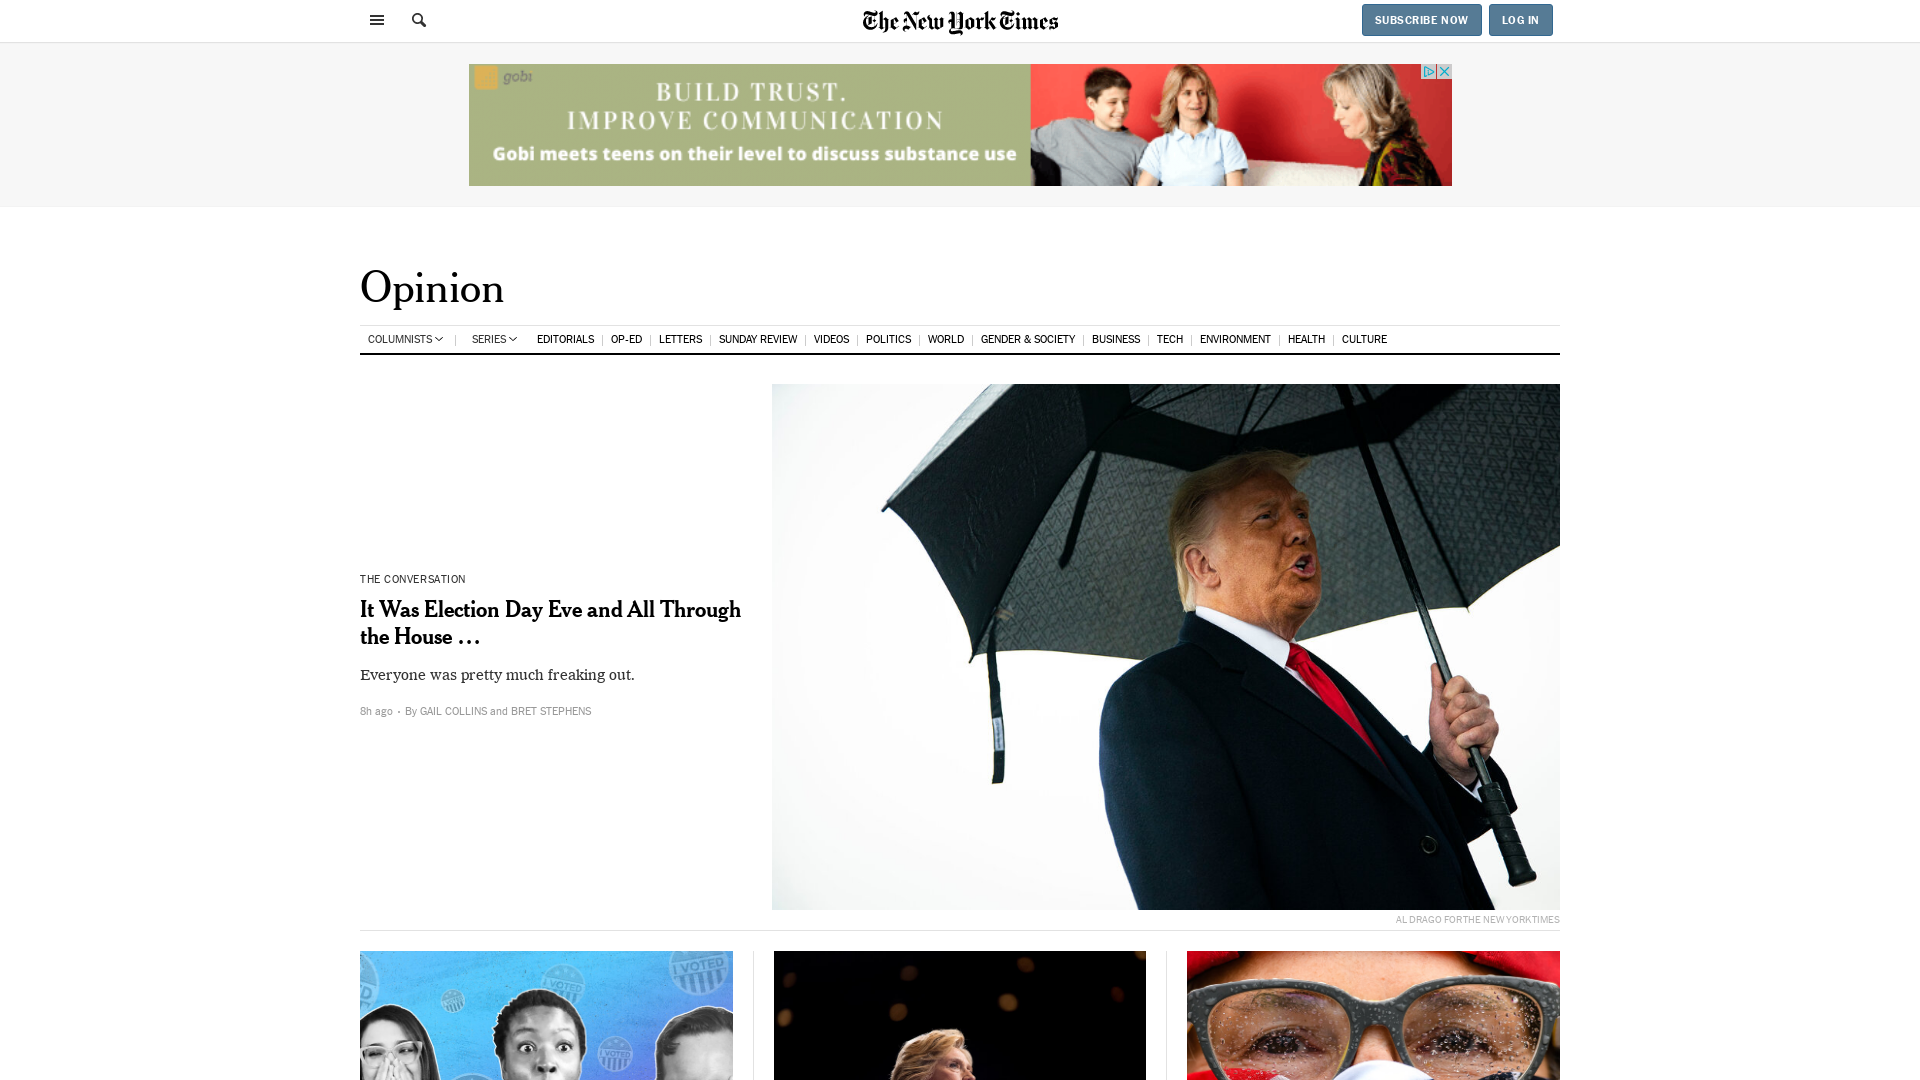 The New York Times
SUBSCRIBE NOW
LOG IN
gobi
BUILD TRUST.
IMPROVE COMMUNICATION
Gobi meets teens on their level to discuss substance use
Opinion
COLUMNISTS
SERIES
EDITORIALS
OP-ED
LETTERS
SUNDAY REVIEW
VIDEOS
POLITICS
WORLD
GENDER & SOCIETY
BUSINESS
TECH
ENVIRONMENT
HEALTH
CULTURE
THE CONVERSATION
It Was Election Day Eve and All Through
the House …
Everyone was pretty much freaking out.
8h ago • By GAIL COLLINS and BRET STEPHENS
AL DRAGO FOR THE NEW YORK TIMES
I VOTED
I VOTED
I VOTED